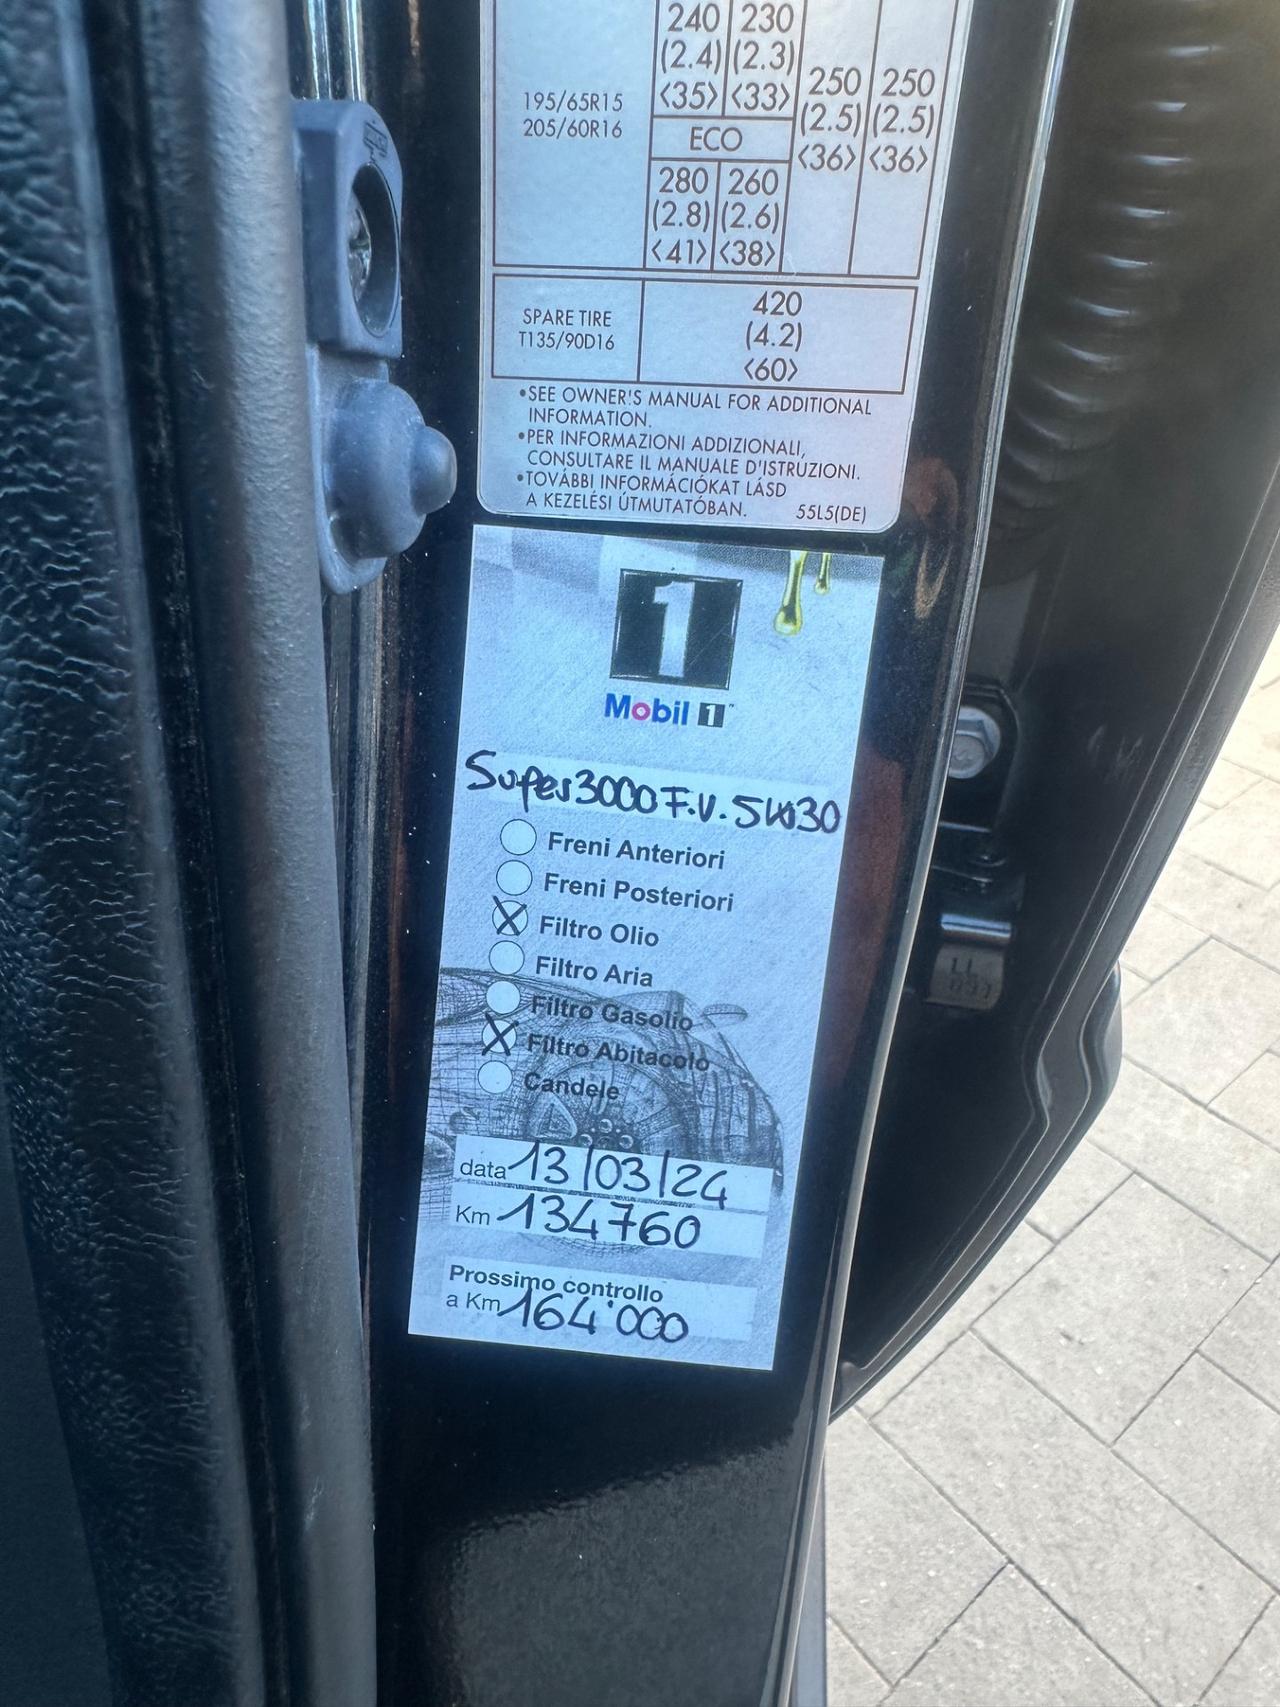 240 230
(2.4) (2.3)
<35> <33>
250 250
(2.5) (2.5)
<36> <36>
195/65R15
205/60R16
ECO
280 260
(2.8) (2.6)
<41> <38>
SPARE TIRE
T135/90D16
420
(4.2)
<60>
•SEE OWNER'S MANUAL FOR ADDITIONAL
INFORMATION.
•PER INFORMAZIONI ADDIZIONALI,
CONSULTARE IL MANUALE D'ISTRUZIONI.
•TOVÁBBI INFORMÁCIÓKAT LÁSD
A KEZELÉSI ÚTMUTATÓBAN. 55L5(DE)
1
Mobil 1™
Super3000 F.V. 5W30
Freni Anteriori
Freni Posteriori
X Filtro Olio
Filtro Aria
Filtro Gasolio
X Filtro Abitacolo
Candele
data 13/03/24
Km 134760
Prossimo controllo
a Km 164'000